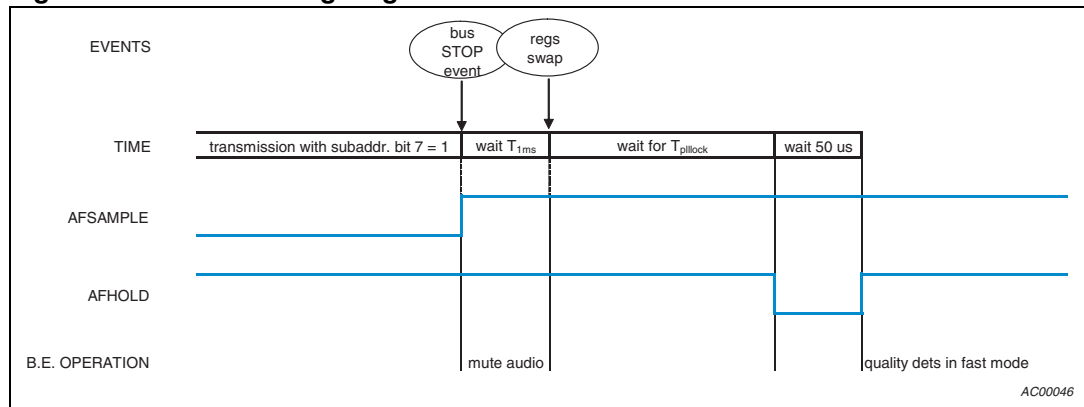 EVENTS
bus
STOP
event
regs
swap
TIME
transmission with subaddr. bit 7 = 1
wait T1ms
wait for Tplllock
wait 50 us
AFSAMPLE
AFHOLD
B.E. OPERATION
mute audio
quality dets in fast mode
AC00046